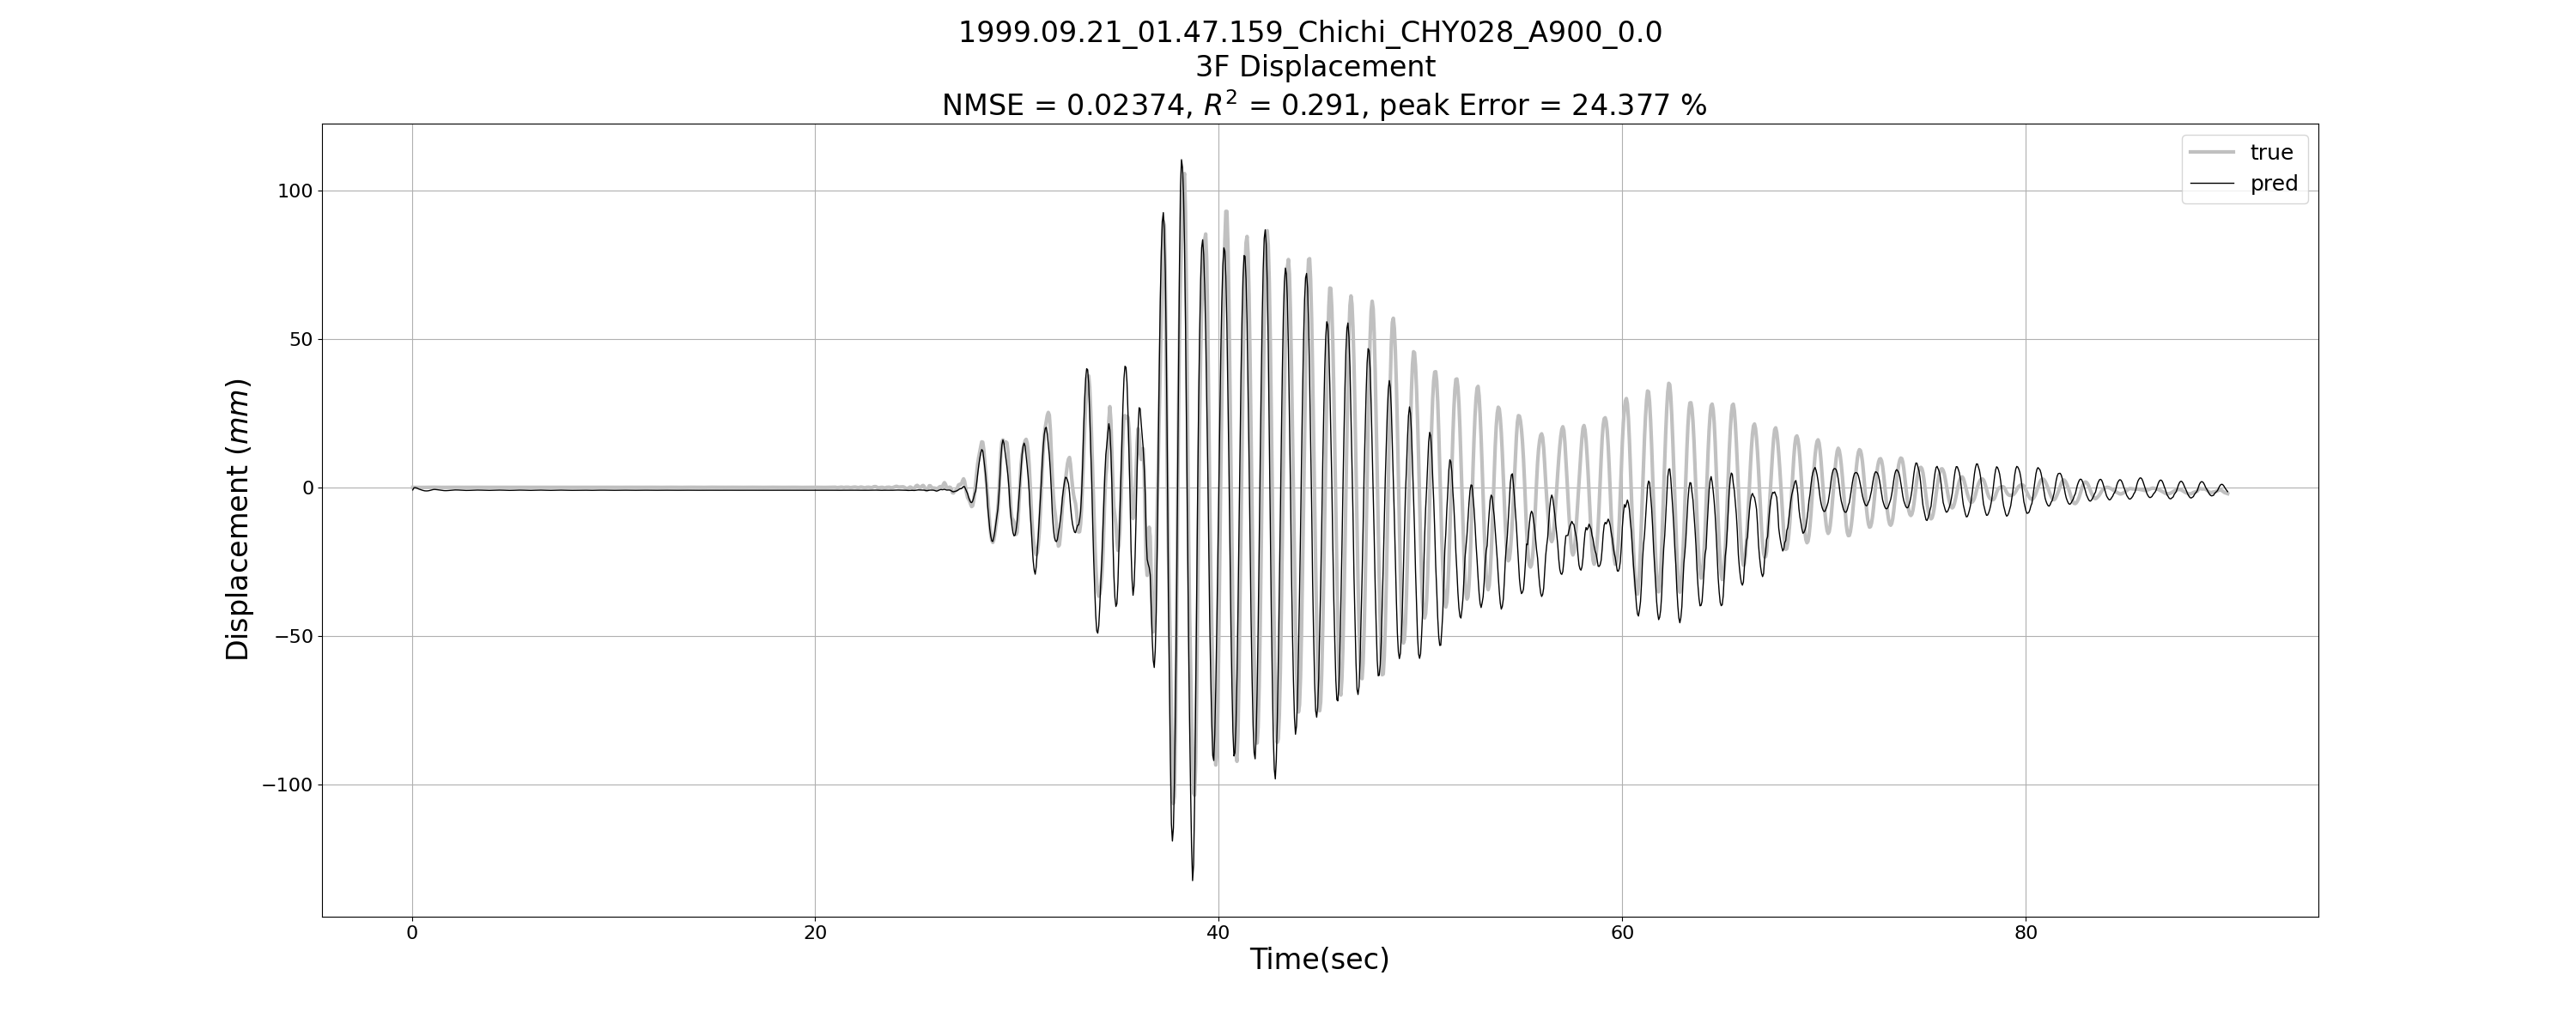 1999.09.21_01.47.159_Chichi_CHY028_A900_0.0
3F Displacement
NMSE = 0.02374, R² = 0.291, peak Error = 24.377 %
true
pred
100
50
0
−50
−100
Displacement (mm)
0
20
40
60
80
Time(sec)